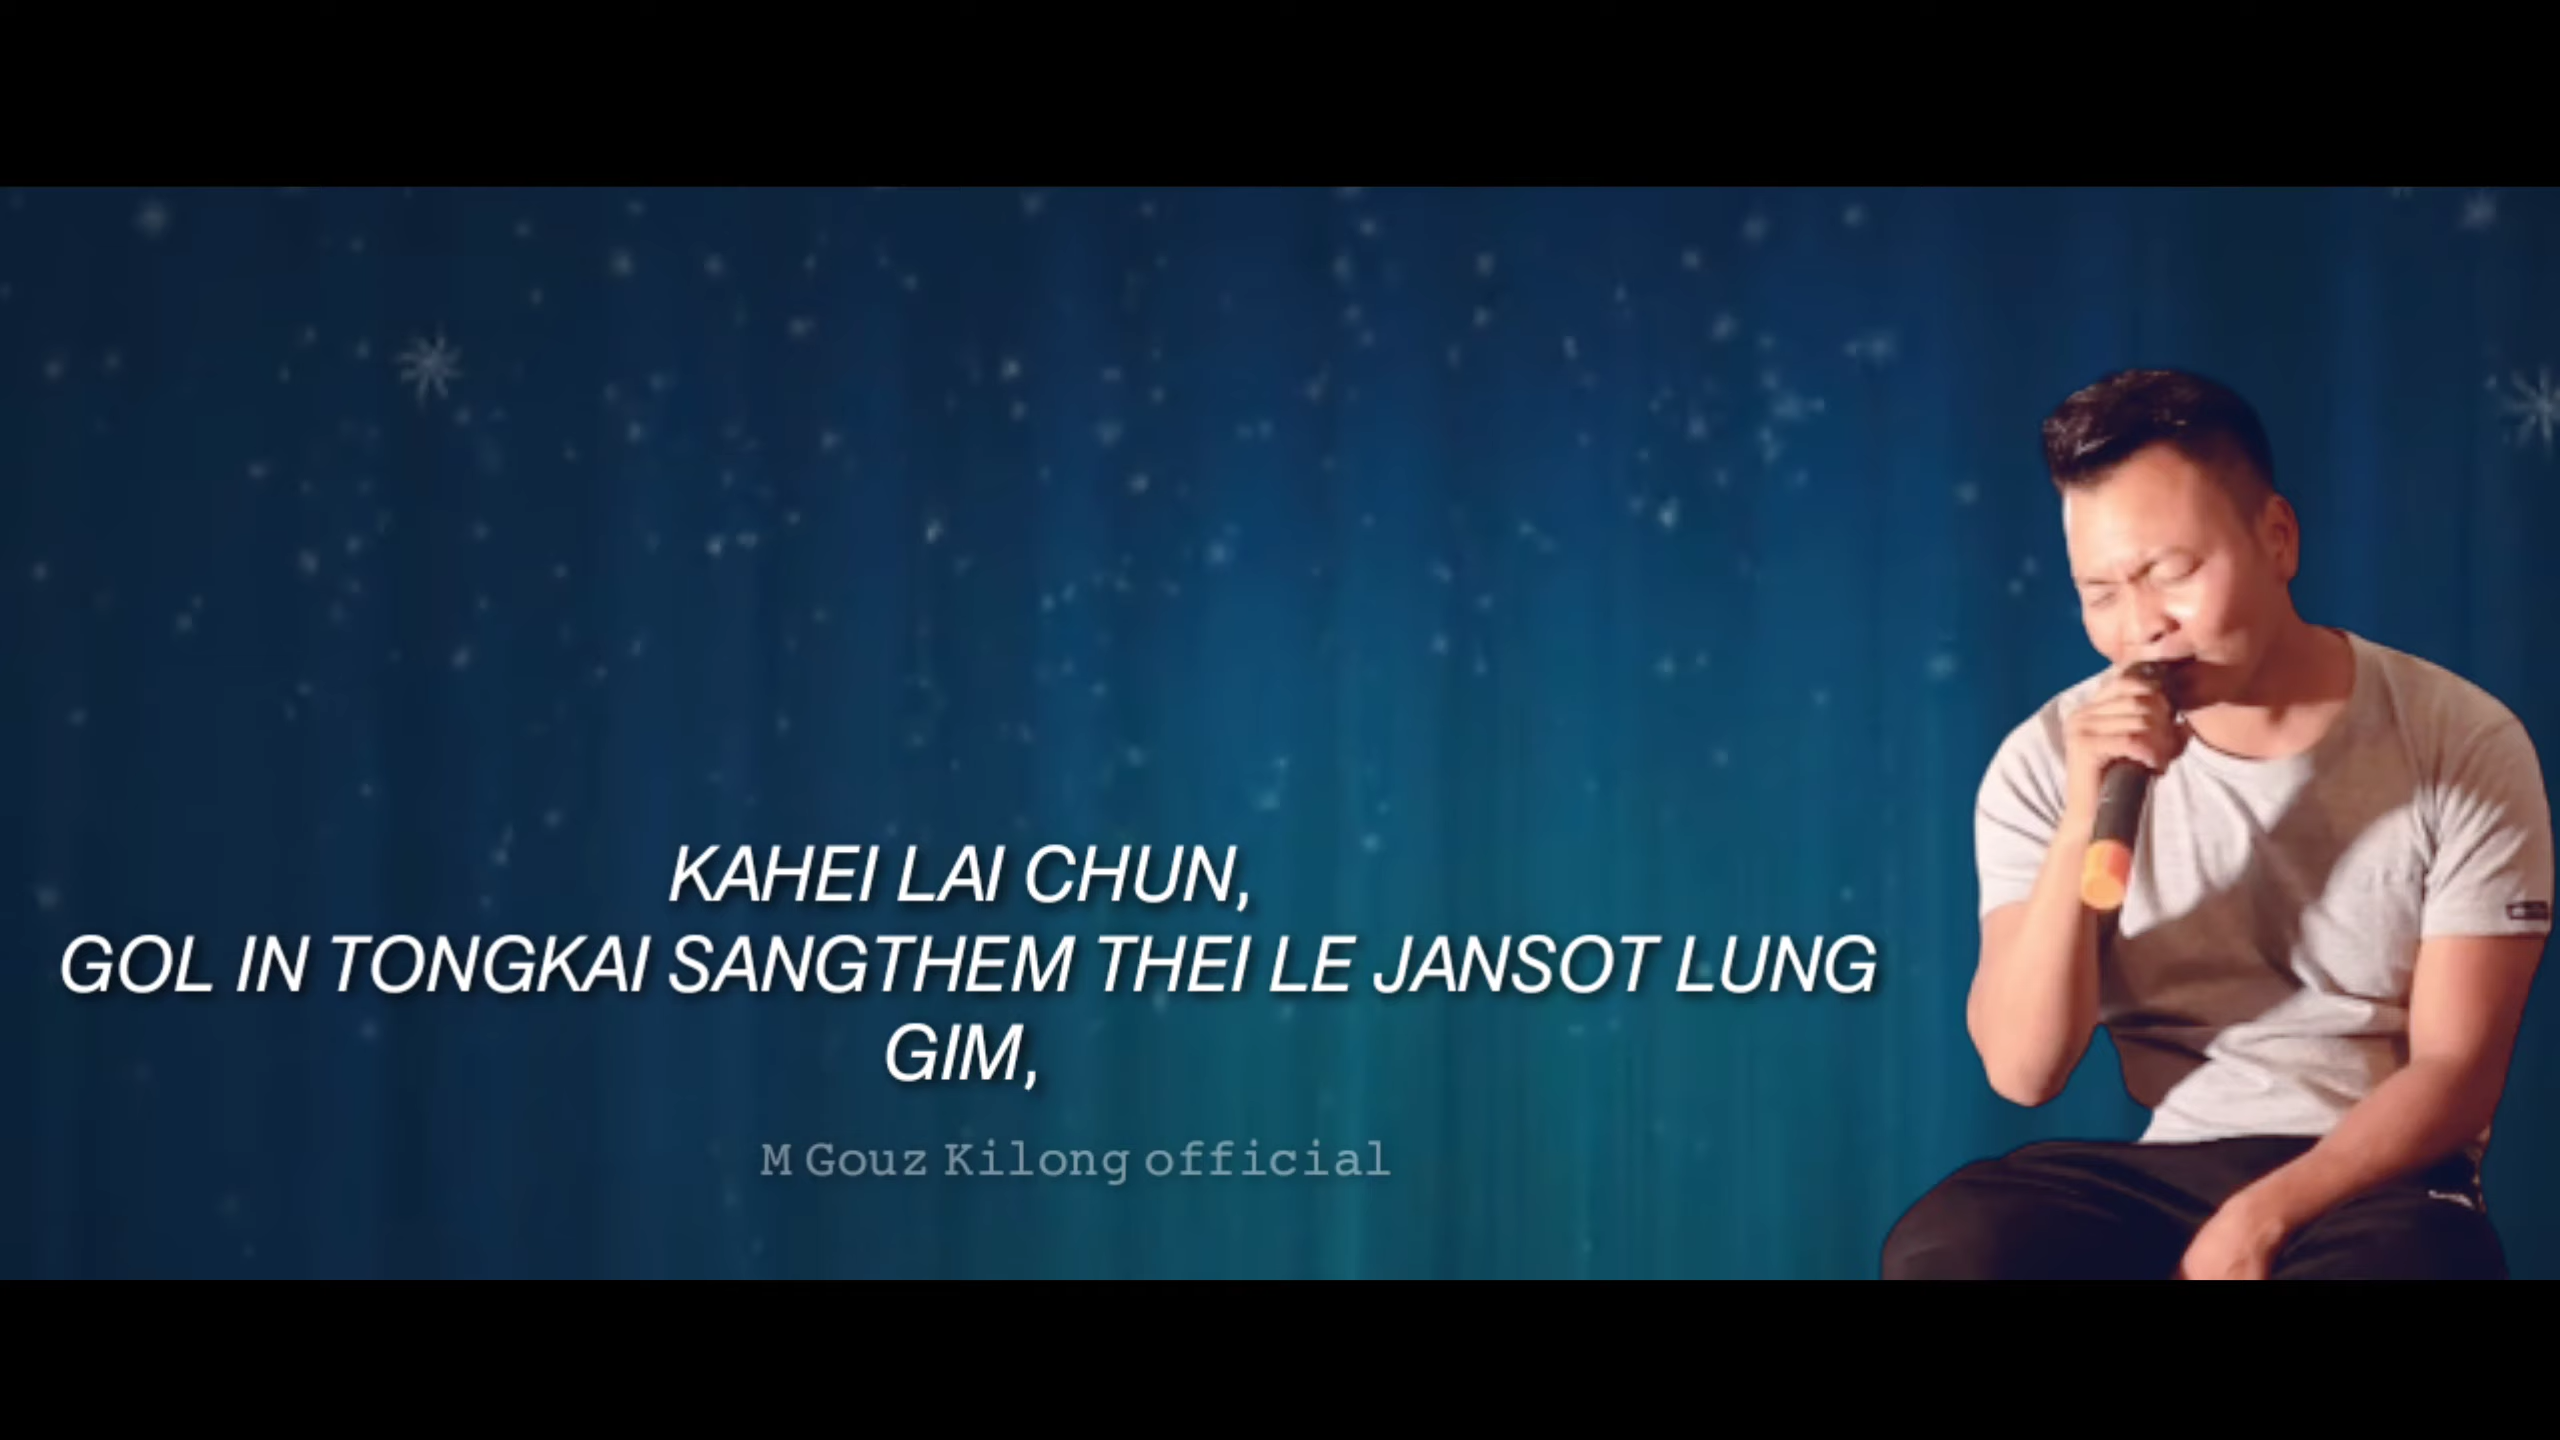 KAHEI LAI CHUN,
GOL IN TONGKAI SANGTHEM THEI LE JANSOT LUNG
GIM,
M Gouz Kilong official